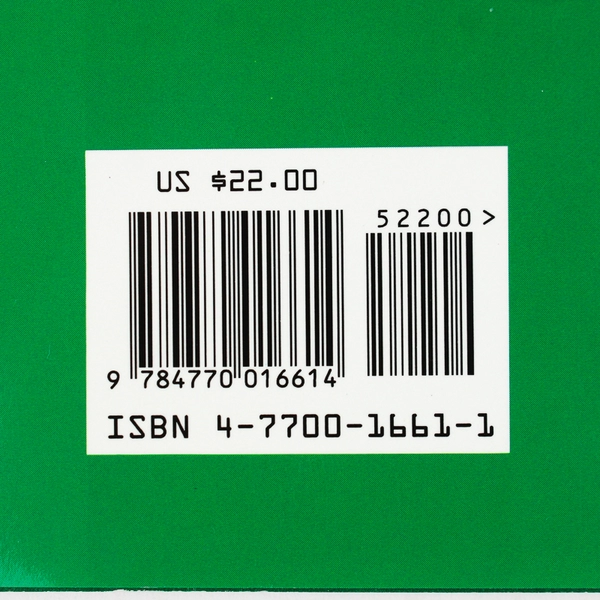 US $22.00
52200>
9 784770 016614
ISBN 4-7700-1661-1